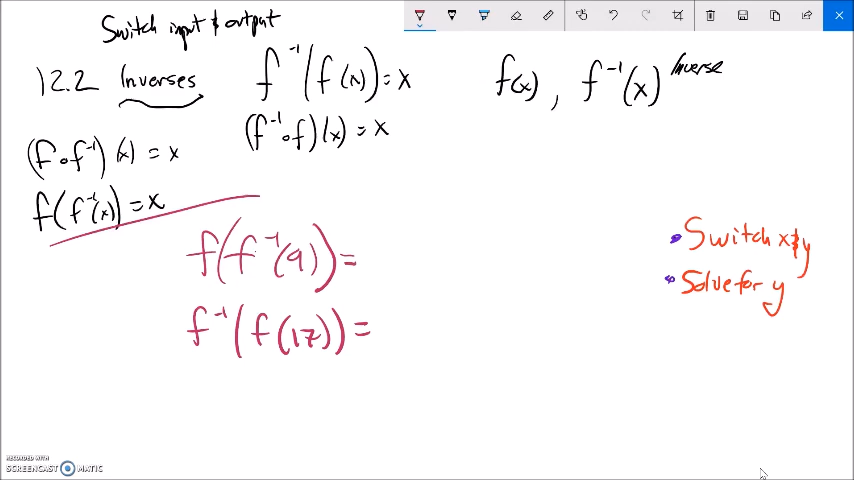 Switch input & output
12.2 Inverses
f⁻¹(f(x)) = x
(f⁻¹∘f)(x) = x
f(x), f⁻¹(x) Inverse
(f∘f⁻¹)(x) = x
f(f⁻¹(x)) = x
f(f⁻¹(9)) =
f⁻¹(f(17)) =
• Switch x & y
• Solve for y
RECORDED WITH
SCREENCAST MATIC